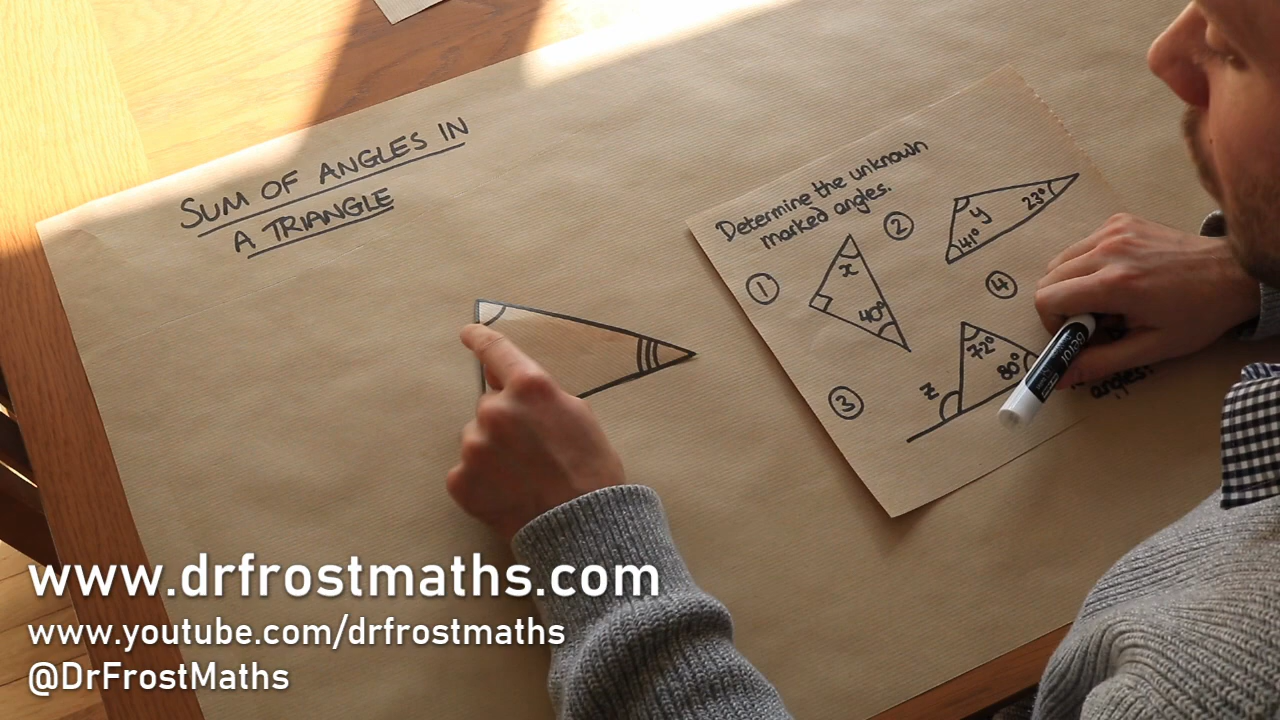 SUM OF ANGLES IN
A TRIANGLE
Determine the unknown
marked angles.
①
x
40°
②
y
41°
23°
③
z
72°
80°
④
angles.
Berol
www.drfrostmaths.com
www.youtube.com/drfrostmaths
@DrFrostMaths